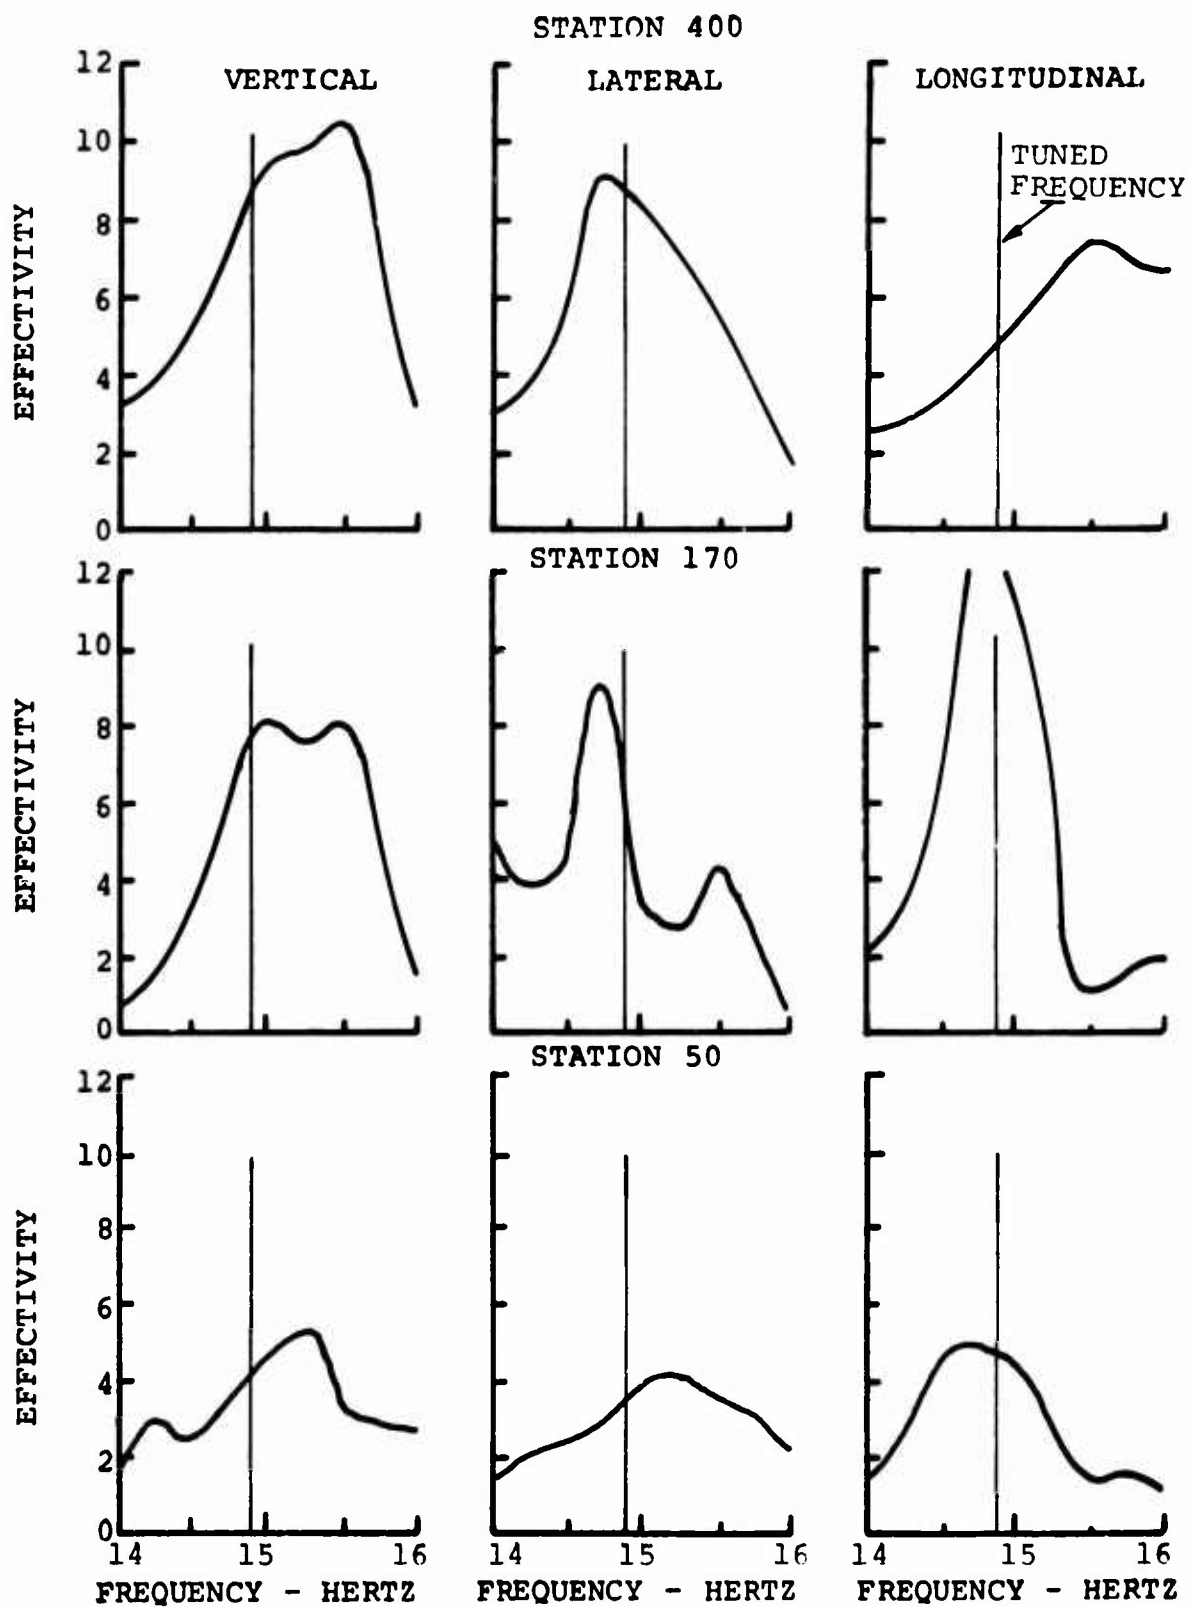 STATION 400
VERTICAL LATERAL LONGITUDINAL
TUNED
FREQUENCY
EFFECTIVITY
12
10
8
6
4
2
0
STATION 170
EFFECTIVITY
12
10
8
6
4
2
0
STATION 50
EFFECTIVITY
12
10
8
6
4
2
0
14 15 16 14 15 16 14 15 16
FREQUENCY - HERTZ FREQUENCY - HERTZ FREQUENCY - HERTZ